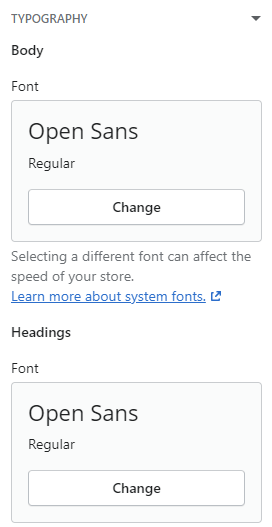 TYPOGRAPHY
Body
Font
Open Sans
Regular
Change
Selecting a different font can affect the
speed of your store.
Learn more about system fonts.
Headings
Font
Open Sans
Regular
Change